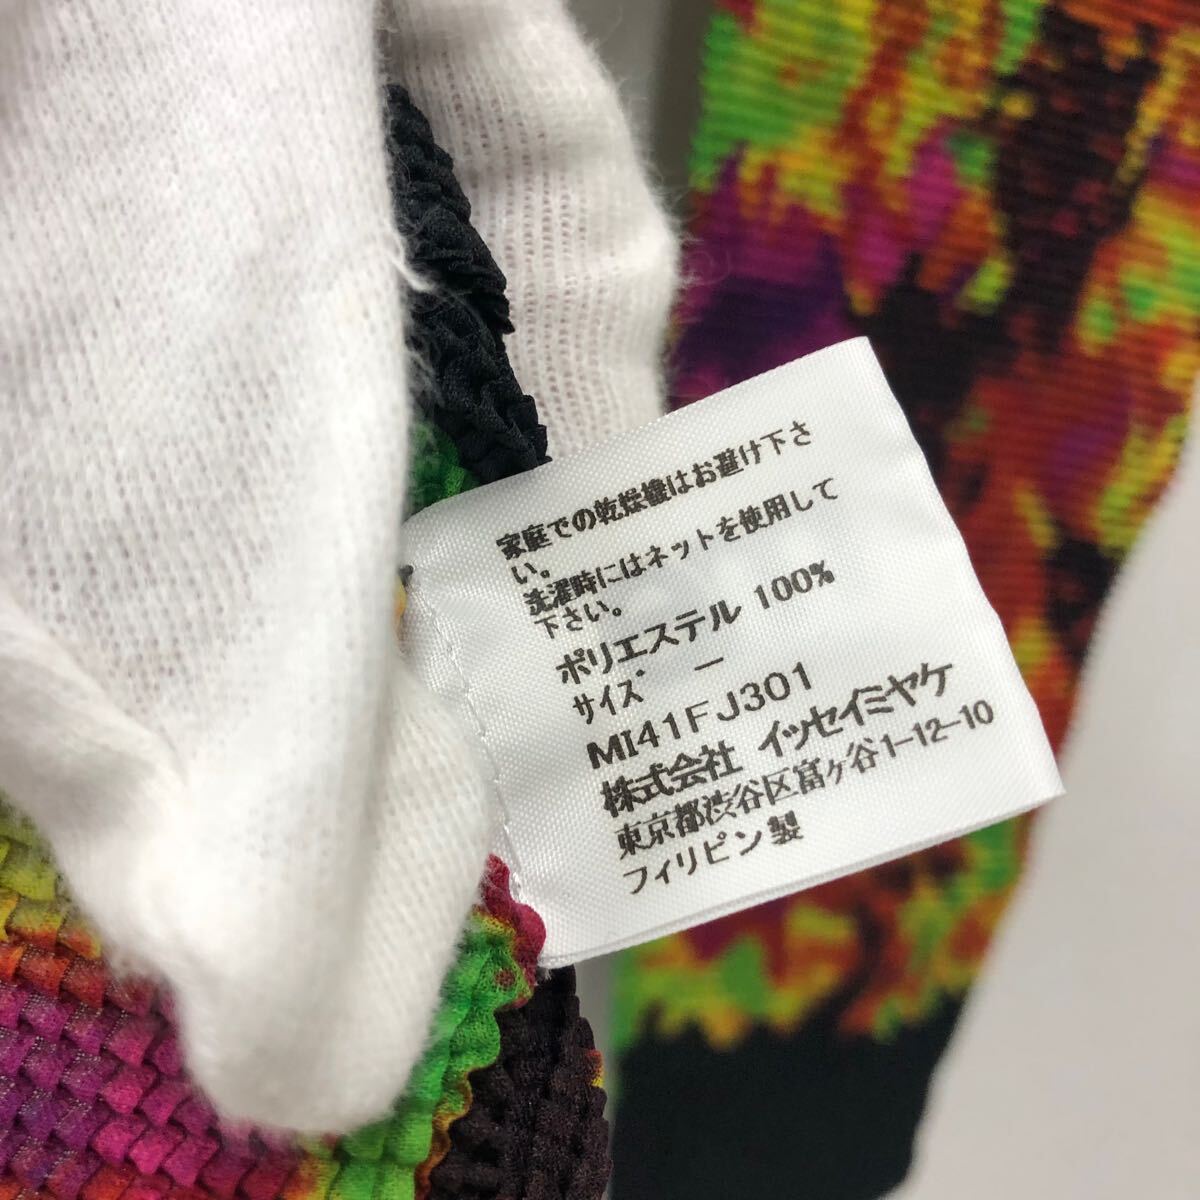 家庭での乾燥機はお避け下さ
い。
洗濯時にはネットを使用して
下さい。
ポリエステル 100%
サイズ ー
MI41FJ301
株式会社 イッセイミヤケ
東京都渋谷区富ヶ谷1-12-10
フィリピン製